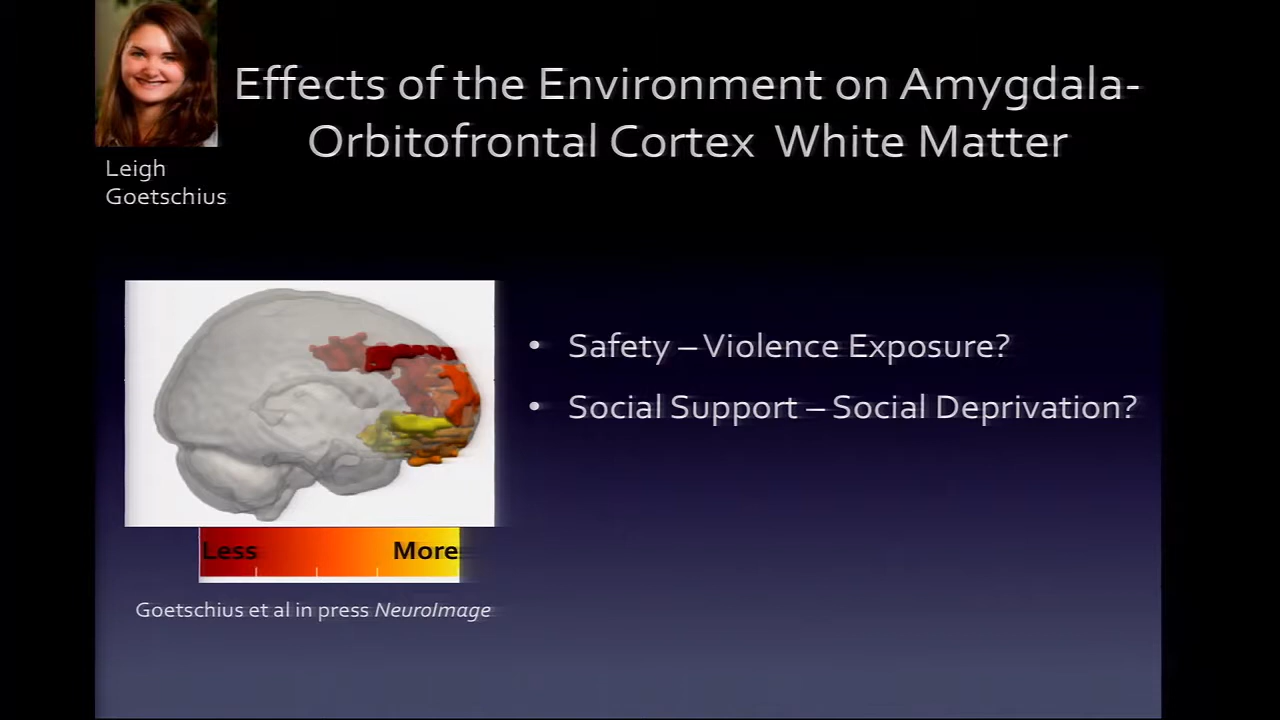 Effects of the Environment on Amygdala-
Orbitofrontal Cortex White Matter
Leigh
Goetschius
• Safety – Violence Exposure?
• Social Support – Social Deprivation?
Less More
Goetschius et al in press NeuroImage